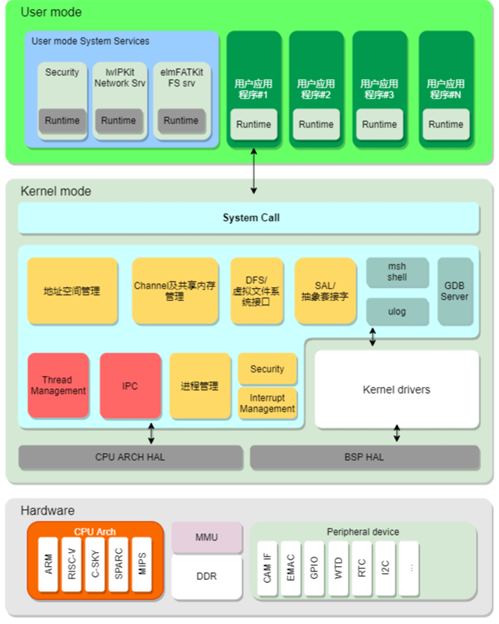 User mode
User mode System Services
Security
Runtime
lwIPKit
Network Srv
Runtime
elmFATKit
FS srv
Runtime
用户应用
程序#1
Runtime
用户应用
程序#2
Runtime
用户应用
程序#3
Runtime
用户应用
程序#N
Runtime
Kernel mode
System Call
地址空间管理
Channel及共享内存
管理
DFS/
虚拟文件系
统接口
SAL/
抽象套接字
msh
shell
ulog
GDB
Server
Thread
Management
IPC
进程管理
Security
Interrupt
Management
Kernel drivers
CPU ARCH HAL
BSP HAL
Hardware
CPU Arch
ARM
RISC-V
C-SKY
SPARC
MIPS
MMU
DDR
Peripheral device
CAM IF
EMAC
GPIO
WTD
RTC
I2C
...